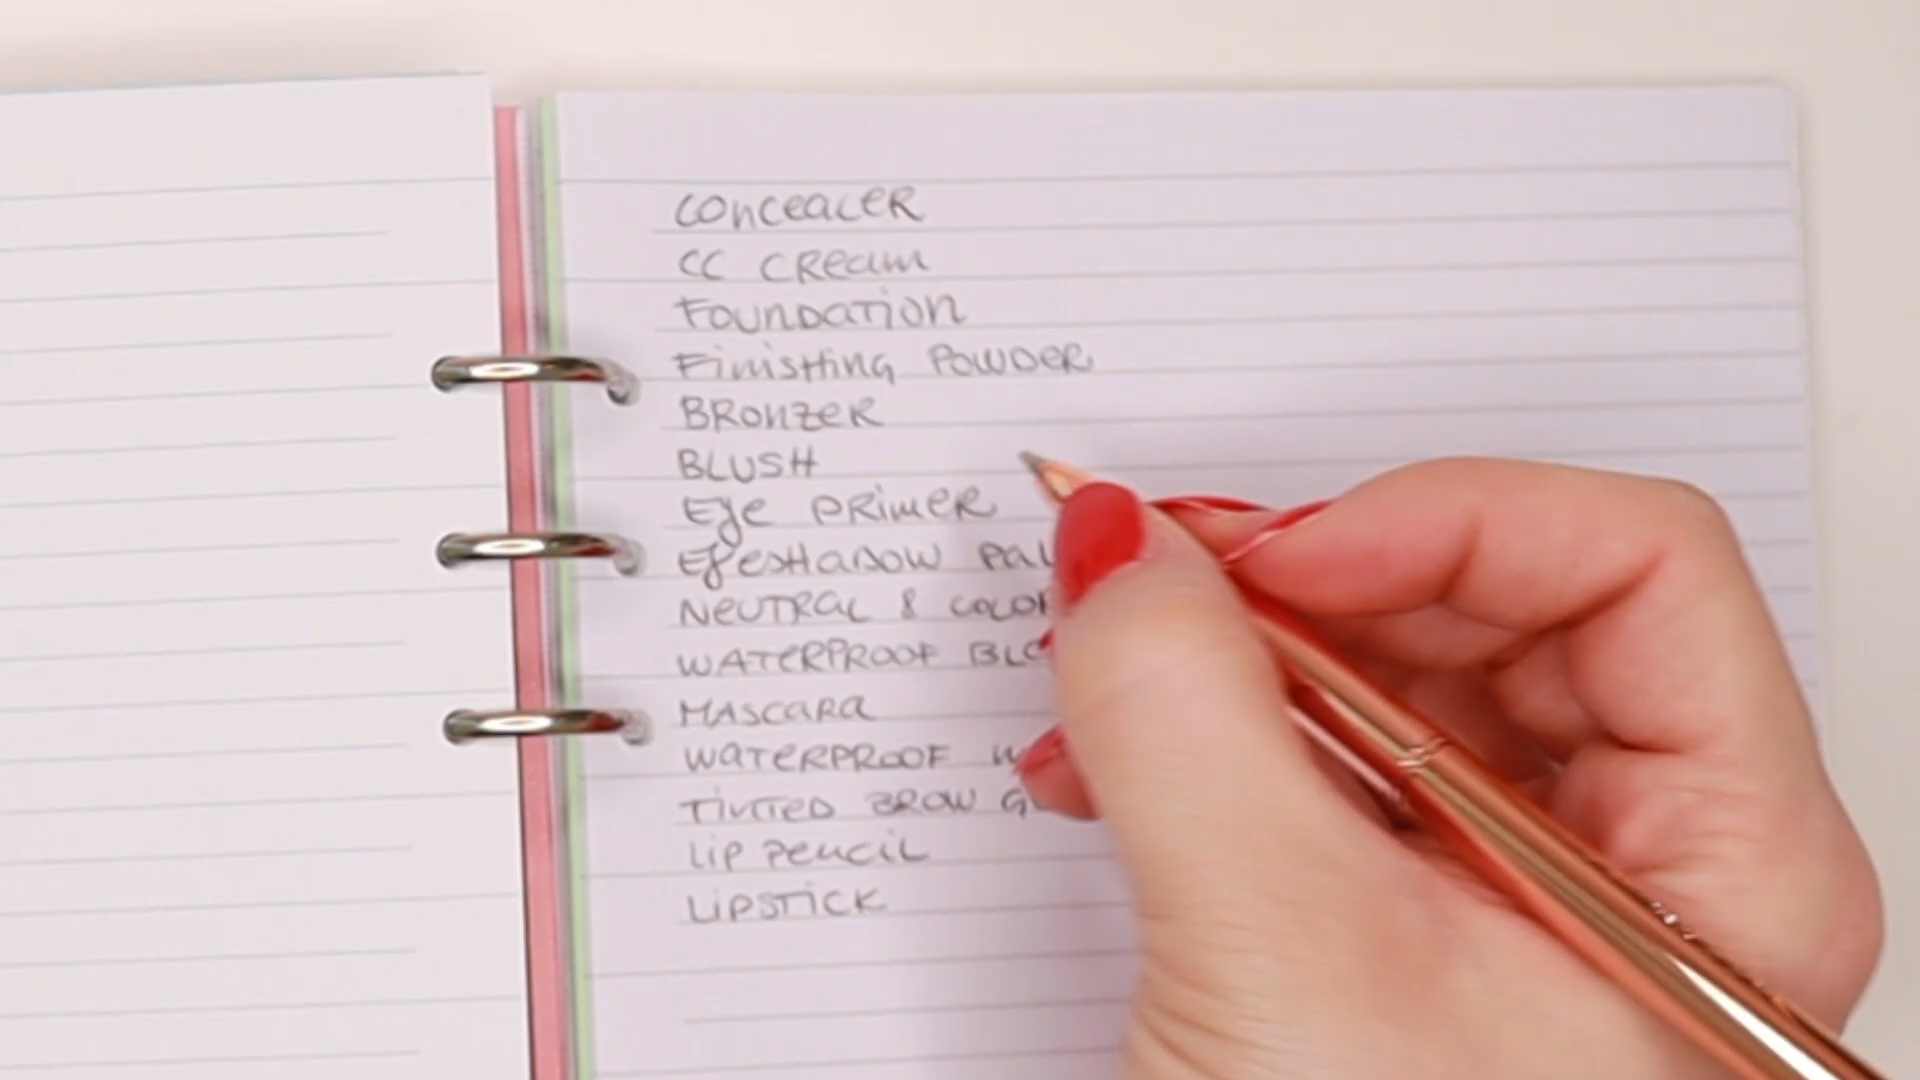 CONCEALER
CC CREAM
FOUNDATION
FINISHING POWDER
BRONZER
BLUSH
EYE PRIMER
EYESHADOW
NEUTRAL &
WATERPROOF
MASCARA
WATERPROOF
TINTED BROW
LIP PENCIL
LIPSTICK